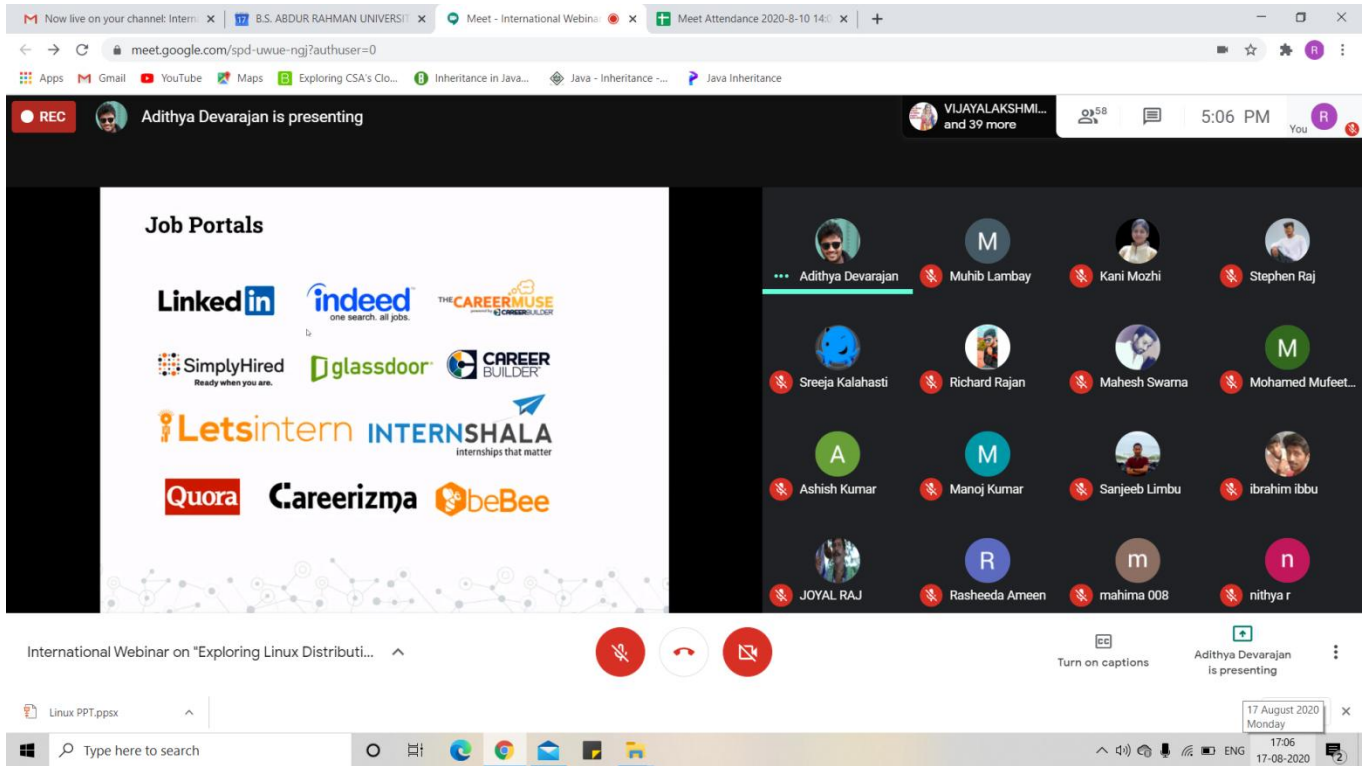 Now live on your channel: Intern
B.S. ABDUR RAHMAN UNIVERSIT
Meet - International Webina
Meet Attendance 2020-8-10 14:0
meet.google.com/spd-uwue-ngj?authuser=0
R
Apps
Gmail
YouTube
Maps
Exploring CSA's Clo...
Inheritance in Java...
Java - Inheritance -...
Java Inheritance
REC
Adithya Devarajan is presenting
VIJAYALAKSHMI...
and 39 more
58
5:06 PM
You
R
Job Portals
Linked in
indeed
one search. all jobs.
THE CAREERMUSE
powered by CAREERBUILDER
SimplyHired
Ready when you are.
glassdoor
CAREER
BUILDER
Letsintern
INTERNSHALA
internships that matter
Quora
Careerizma
beBee
Adithya Devarajan
M
Muhib Lambay
Kani Mozhi
Stephen Raj
Sreeja Kalahasti
Richard Rajan
Mahesh Swarna
M
Mohamed Mufeet...
A
Ashish Kumar
M
Manoj Kumar
Sanjeeb Limbu
ibrahim ibbu
JOYAL RAJ
R
Rasheeda Ameen
m
mahima 008
n
nithya r
International Webinar on "Exploring Linux Distributi...
CC
Turn on captions
Adithya Devarajan
is presenting
Linux PPT.ppsx
17 August 2020
Monday
Type here to search
ENG
17:06
17-08-2020
2